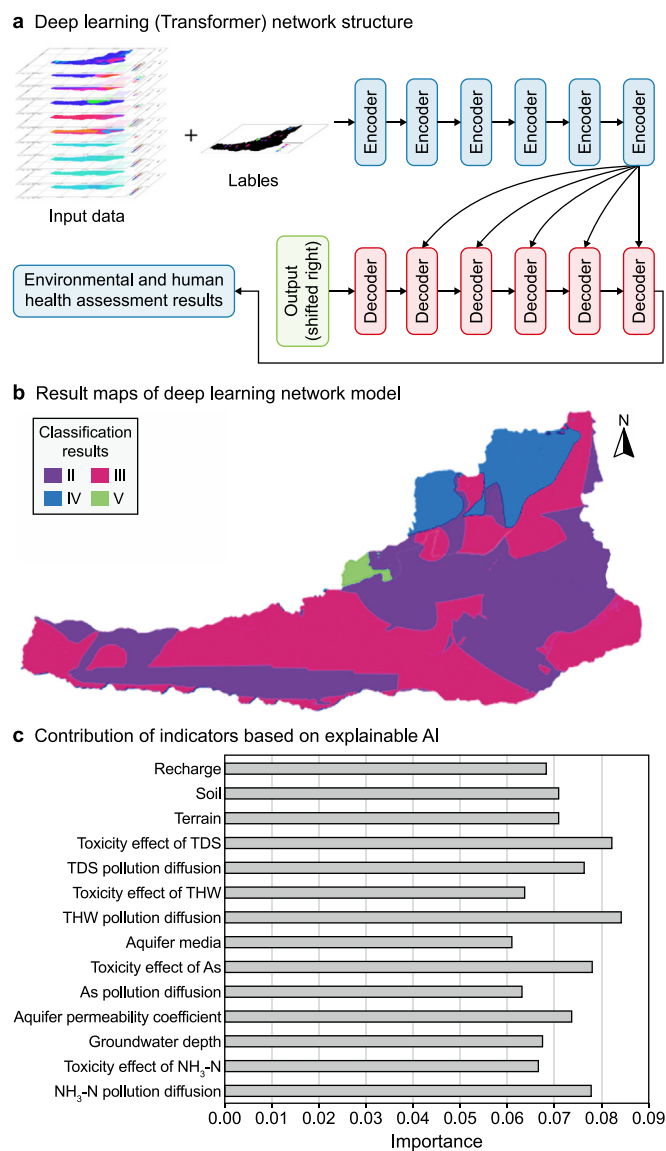 a Deep learning (Transformer) network structure
Input data
+
Lables
Encoder
Encoder
Encoder
Encoder
Encoder
Encoder
Environmental and human
health assessment results
Output
(shifted right)
Decoder
Decoder
Decoder
Decoder
Decoder
Decoder
b Result maps of deep learning network model
Classification
results
II III
IV V
N
c Contribution of indicators based on explainable AI
Recharge
Soil
Terrain
Toxicity effect of TDS
TDS pollution diffusion
Toxicity effect of THW
THW pollution diffusion
Aquifer media
Toxicity effect of As
As pollution diffusion
Aquifer permeability coefficient
Groundwater depth
Toxicity effect of NH₃-N
NH₃-N pollution diffusion
0.00 0.01 0.02 0.03 0.04 0.05 0.06 0.07 0.08 0.09
Importance